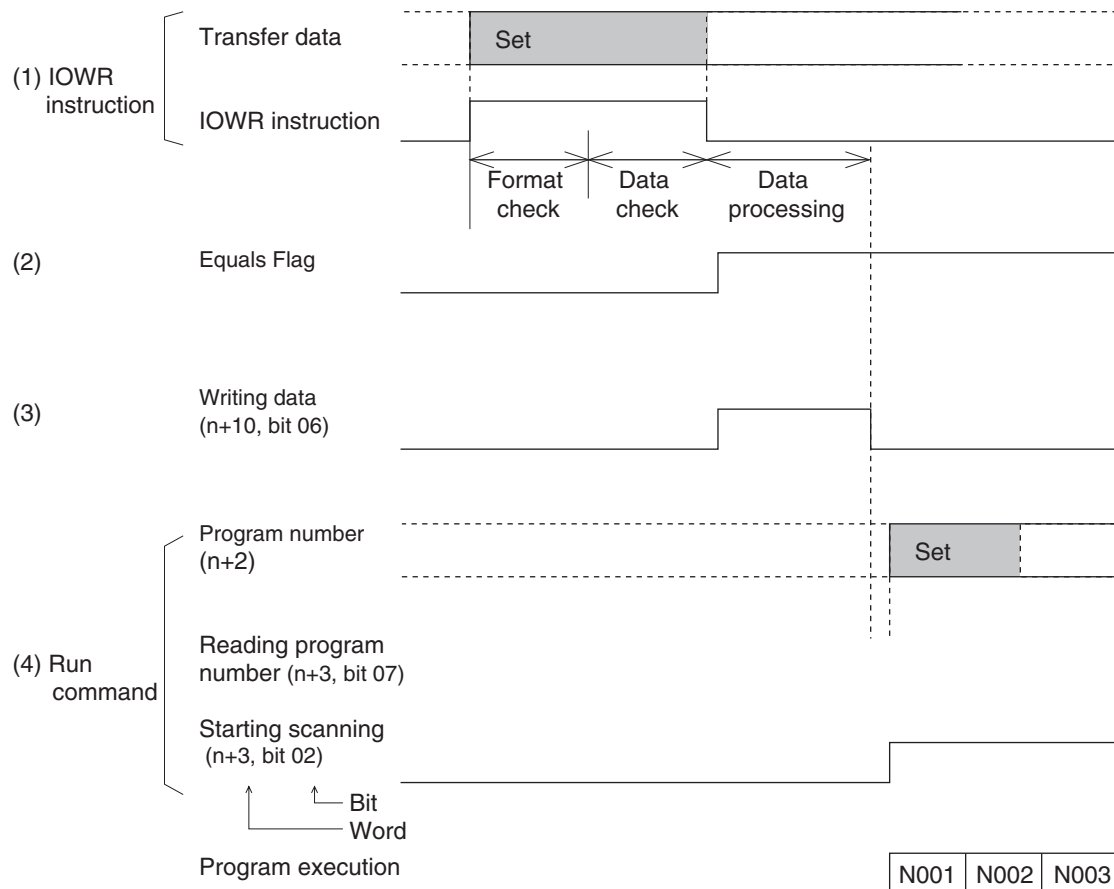 Transfer data
Set
(1) IOWR
instruction
IOWR instruction
Format
check
Data
check
Data
processing
(2)
Equals Flag
(3)
Writing data
(n+10, bit 06)
Program number
(n+2)
Set
(4) Run
command
Reading program
number (n+3, bit 07)
Starting scanning
(n+3, bit 02)
Bit
Word
Program execution
N001 N002 N003